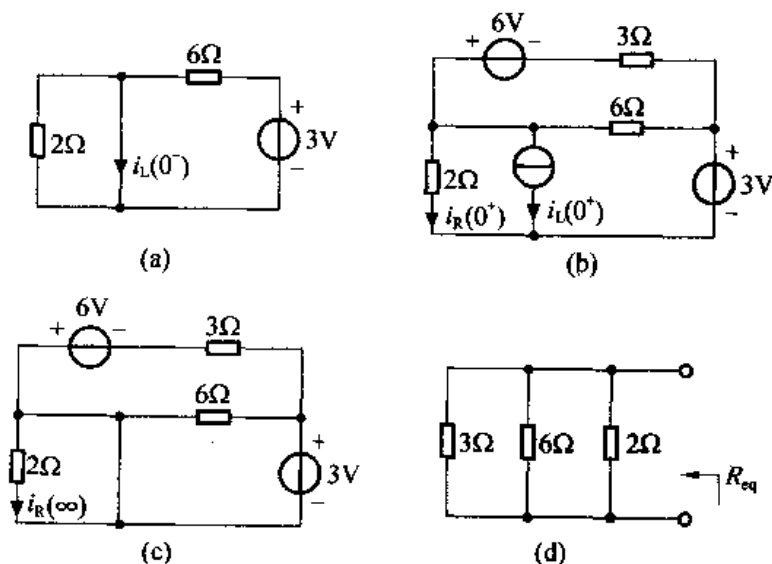 6Ω
2Ω
i_L(0⁻)
+
3V
−
(a)
6V
+ −
3Ω
6Ω
2Ω
i_R(0⁺)
i_L(0⁺)
+
3V
−
(b)
6V
+ −
3Ω
6Ω
2Ω
i_R(∞)
+
3V
−
(c)
3Ω 6Ω 2Ω
R_eq
(d)